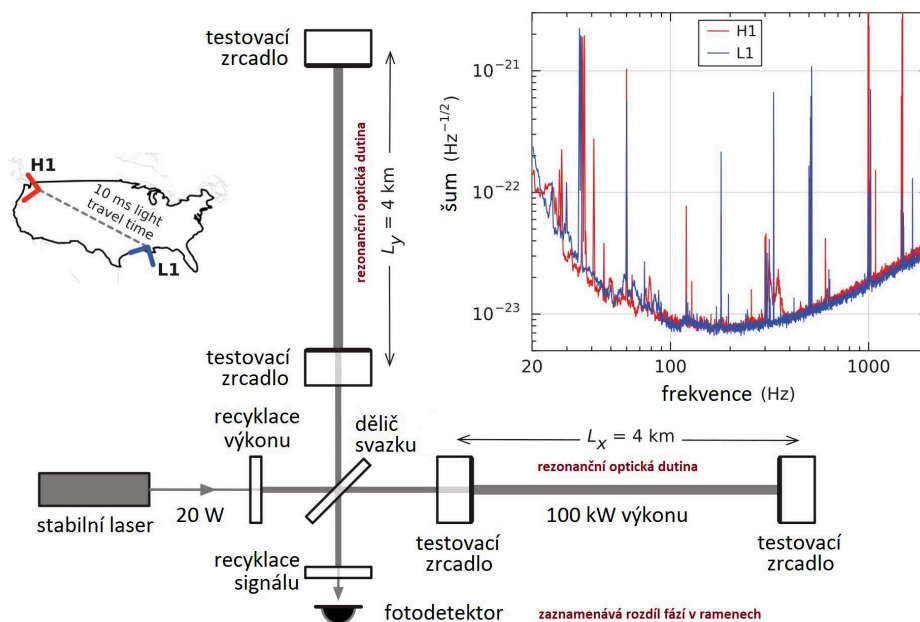 testovací
zrcadlo
H1
10 ms light
travel time
L1
rezonanční optická dutina
Ly = 4 km
testovací
zrcadlo
recyklace
výkonu
dělič
svazku
stabilní laser
20 W
recyklace
signálu
fotodetektor
zaznamenává rozdíl fází v ramenech
Lx = 4 km
rezonanční optická dutina
100 kW výkonu
testovací
zrcadlo
testovací
zrcadlo
H1
L1
šum (Hz−1/2)
10−21
10−22
10−23
20
100
1000
frekvence (Hz)